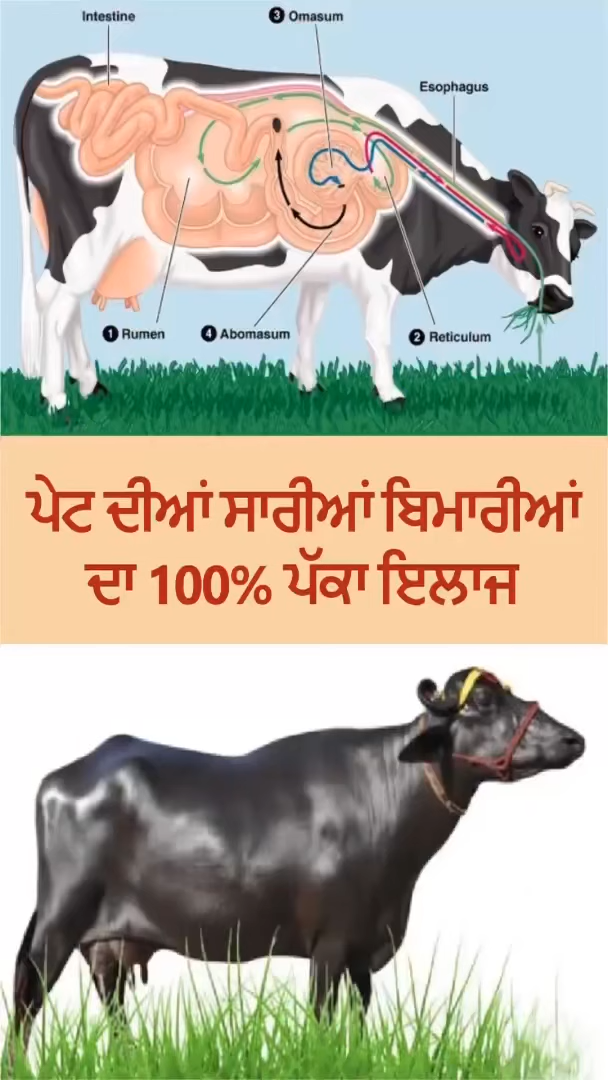 Intestine
3 Omasum
Esophagus
1 Rumen
4 Abomasum
2 Reticulum
ਪੇਟ ਦੀਆਂ ਸਾਰੀਆਂ ਬਿਮਾਰੀਆਂ
ਦਾ 100% ਪੱਕਾ ਇਲਾਜ